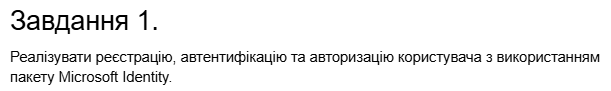 Завдання 1.
Реалізувати реєстрацію, автентифікацію та авторизацію користувача з використанням
пакету Microsoft Identity.